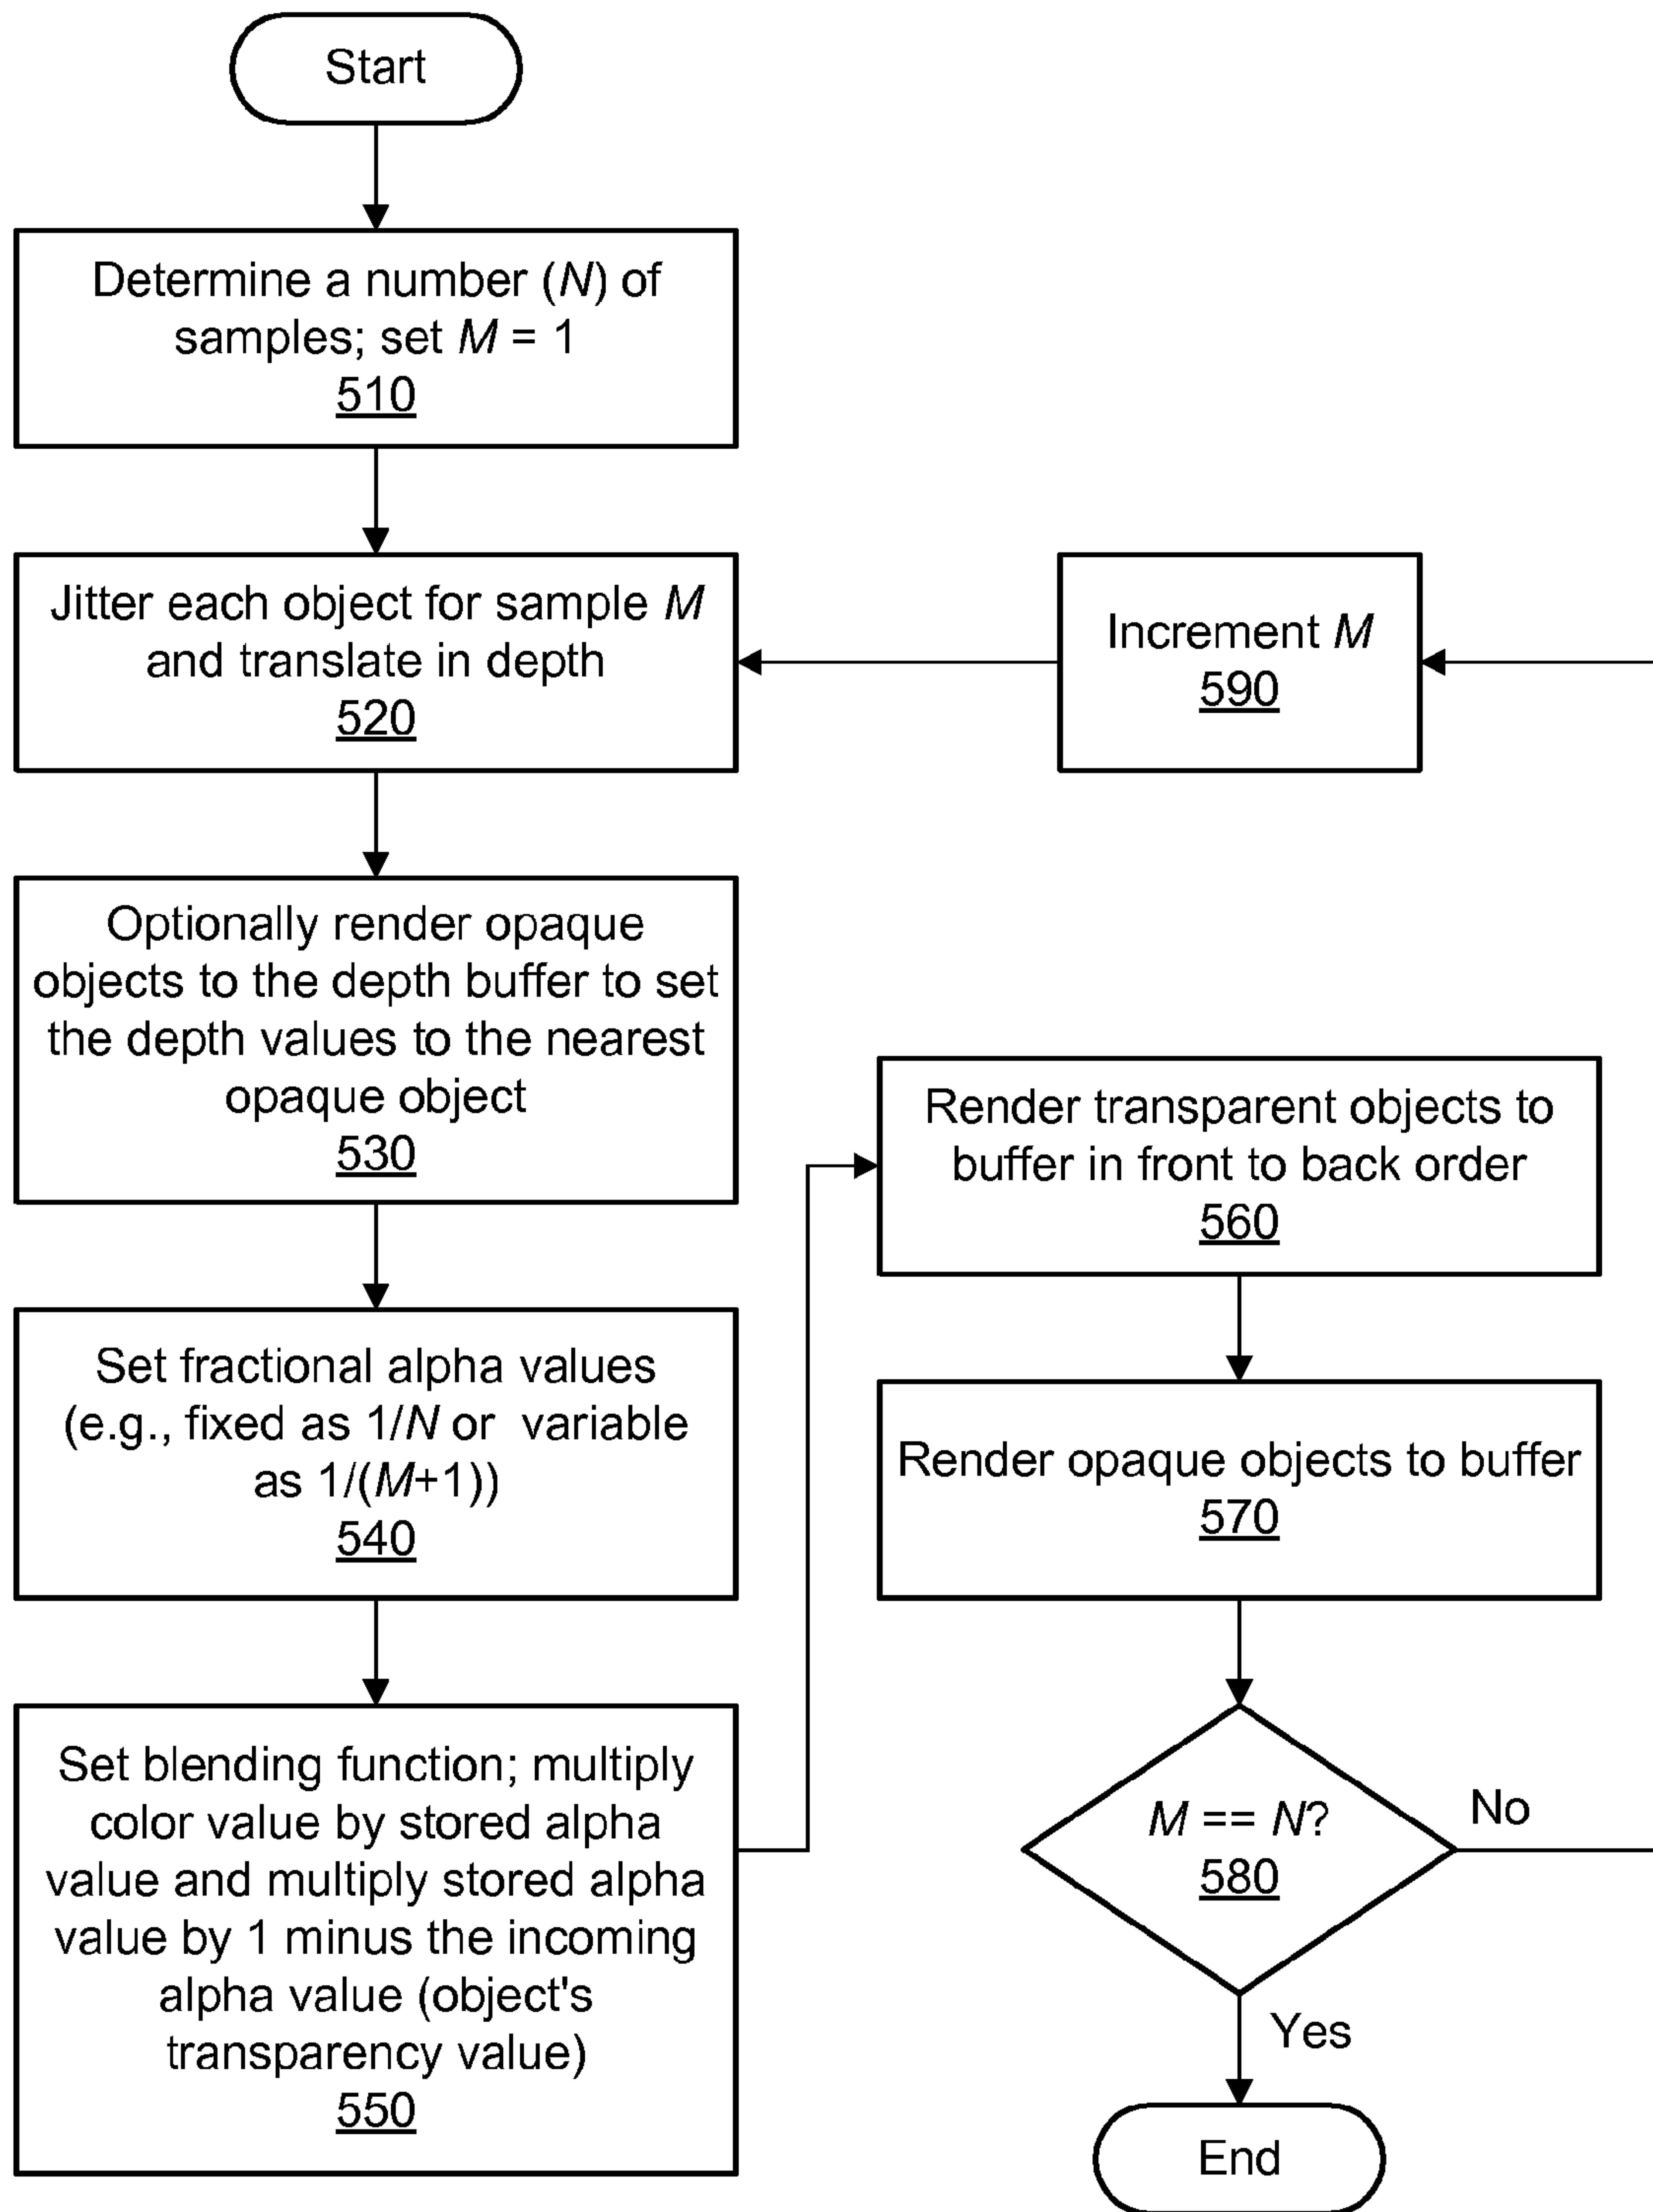 Start
Determine a number (N) of
samples; set M = 1
510
Jitter each object for sample M
and translate in depth
520
Optionally render opaque
objects to the depth buffer to set
the depth values to the nearest
opaque object
530
Set fractional alpha values
(e.g., fixed as 1/N or variable
as 1/(M+1))
540
Set blending function; multiply
color value by stored alpha
value and multiply stored alpha
value by 1 minus the incoming
alpha value (object's
transparency value)
550
Render transparent objects to
buffer in front to back order
560
Render opaque objects to buffer
570
M == N?
580
No
Yes
Increment M
590
End